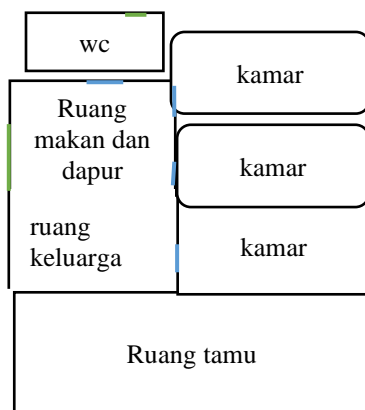 wc
kamar
Ruang
makan dan
dapur
kamar
ruang
keluarga
kamar
Ruang tamu